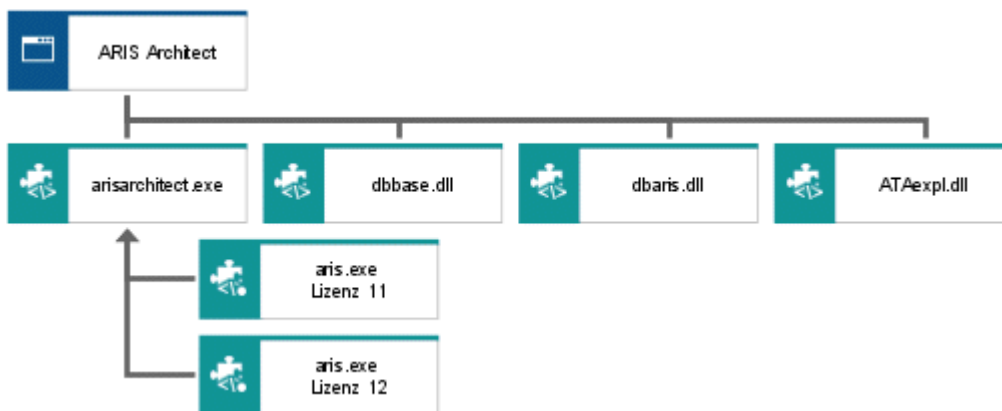 ARIS Architect
arisarchitect.exe
dbbase.dll
dbaris.dll
ATAexpl.dll
aris.exe
Lizenz 11
aris.exe
Lizenz 12